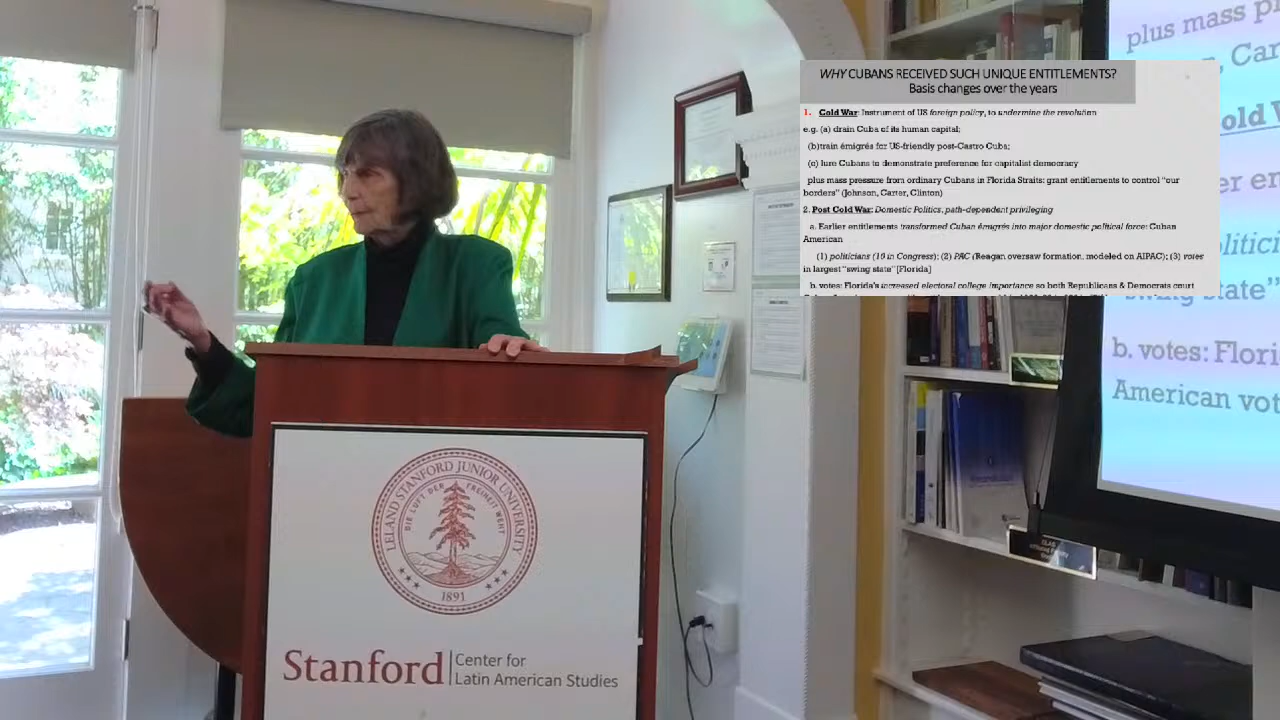 WHY CUBANS RECEIVED SUCH UNIQUE ENTITLEMENTS?
Basis changes over the years
1. Cold War: Instrument of US foreign policy, to undermine the revolution
e.g. (a) drain Cuba of its human capital;
(b)train émigrés for US-friendly post-Castro Cuba;
(c) lure Cubans to demonstrate preference for capitalist democracy
plus mass pressure from ordinary Cubans in Florida Straits: grant entitlements to control "our
borders" (Johnson, Carter, Clinton)
2. Post Cold War: Domestic Politics, path-dependent privileging
a. Earlier entitlements transformed Cuban émigrés into major domestic political force: Cuban
American
(1) politicians (10 in Congress); (2) PAC (Reagan oversaw formation, modeled on AIPAC); (3) votes
in largest "swing state" [Florida]
b. votes: Florida's increased electoral college importance so both Republicans & Democrats court
plus mass
Car
old
er en
litici
swing state"
b. votes: Flori
American vot
LELAND STANFORD JUNIOR UNIVERSITY
DIE LUFT DER FREIHEIT WEHT
1891
Stanford
Center for
Latin American Studies